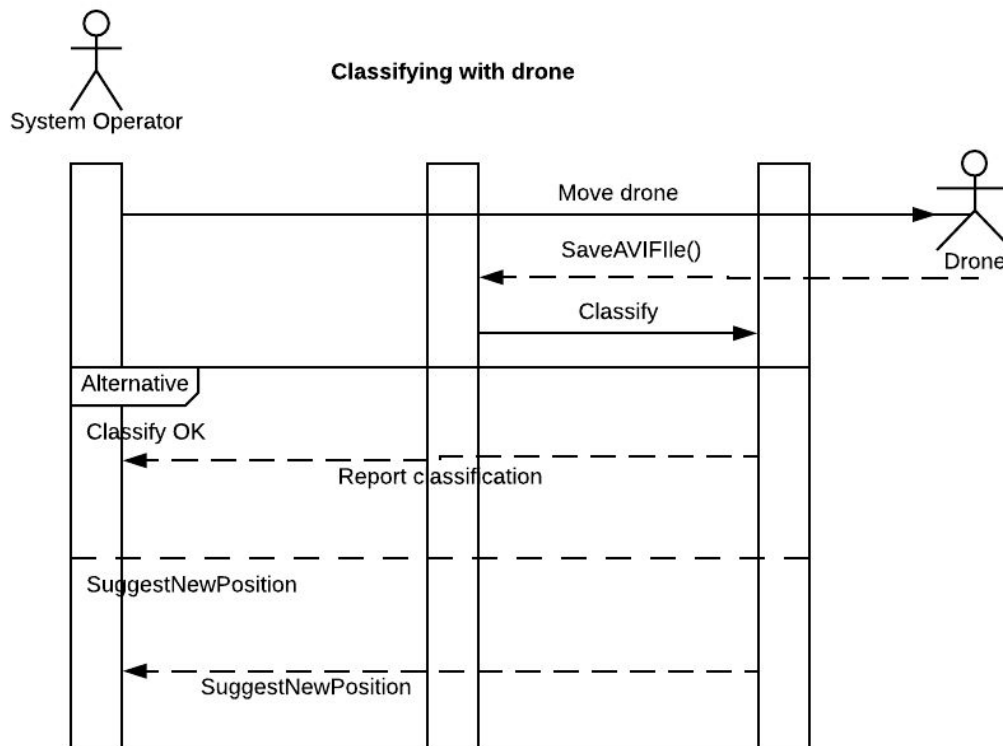 Classifying with drone
System Operator
Move drone
SaveAVIFIle()
Drone
Classify
Alternative
Classify OK
Report classification
SuggestNewPosition
SuggestNewPosition